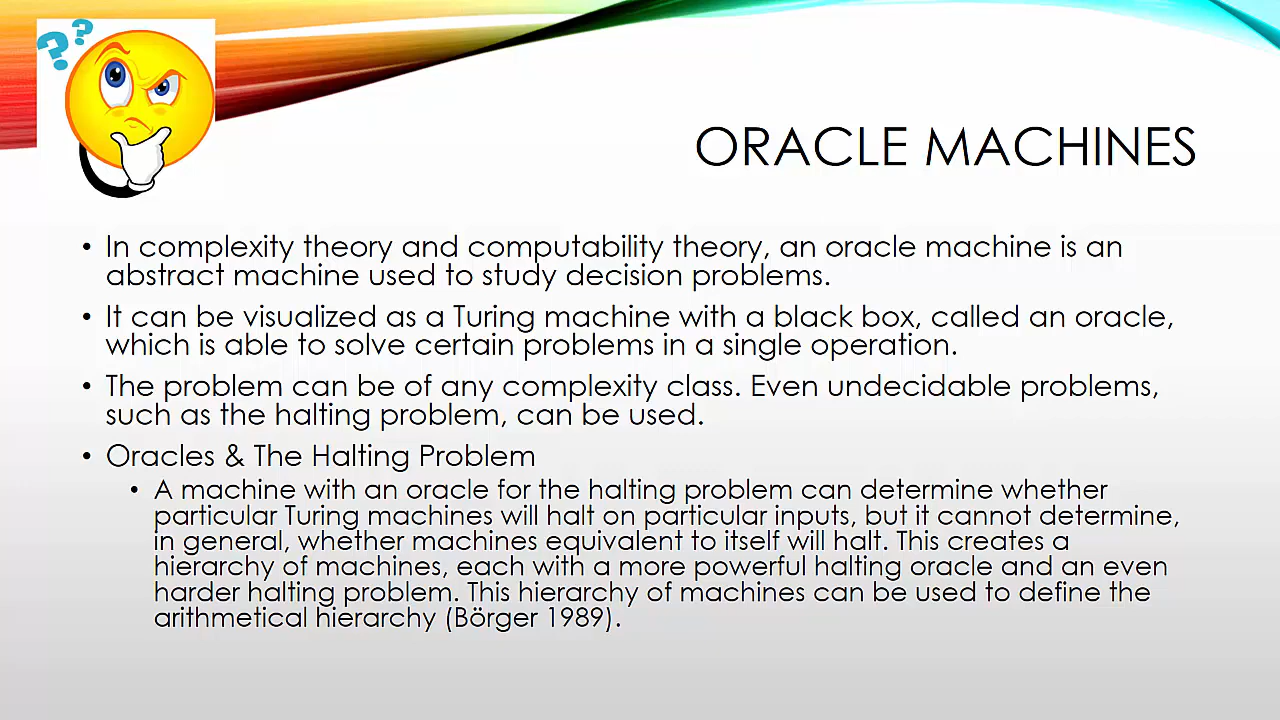 ? ?
ORACLE MACHINES
• In complexity theory and computability theory, an oracle machine is an
abstract machine used to study decision problems.
• It can be visualized as a Turing machine with a black box, called an oracle,
which is able to solve certain problems in a single operation.
• The problem can be of any complexity class. Even undecidable problems,
such as the halting problem, can be used.
• Oracles & The Halting Problem
• A machine with an oracle for the halting problem can determine whether
particular Turing machines will halt on particular inputs, but it cannot determine,
in general, whether machines equivalent to itself will halt. This creates a
hierarchy of machines, each with a more powerful halting oracle and an even
harder halting problem. This hierarchy of machines can be used to define the
arithmetical hierarchy (Börger 1989).